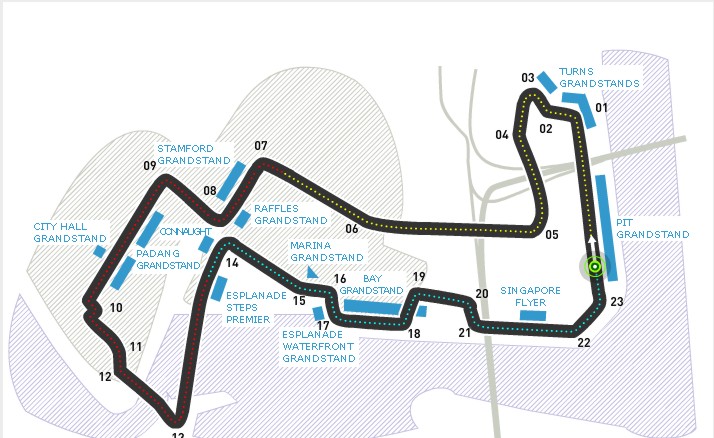 03
TURNS
GRANDSTANDS
01
02
04
07
STAMFORD
GRANDSTAND
09
08
RAFFLES
GRANDSTAND
06
05
PIT
GRANDSTAND
CITY HALL
GRANDSTAND
CONNAUGHT
PADANG
GRANDSTAND
MARINA
GRANDSTAND
14
15
16
BAY
GRANDSTAND
19
SINGAPORE
FLYER
20
23
ESPLANADE
STEPS
PREMIER
10
17
ESPLANADE
WATERFRONT
GRANDSTAND
18
21
22
11
12
13